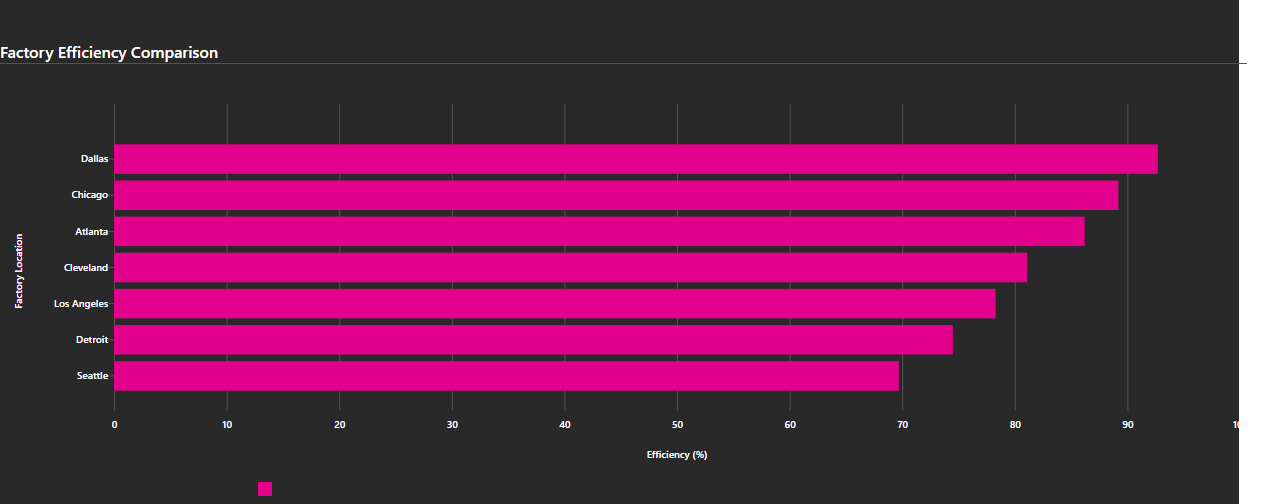 Factory Efficiency Comparison
Dallas
Chicago
Atlanta
Cleveland
Los Angeles
Detroit
Seattle
Factory Location
0 10 20 30 40 50 60 70 80 90
Efficiency (%)